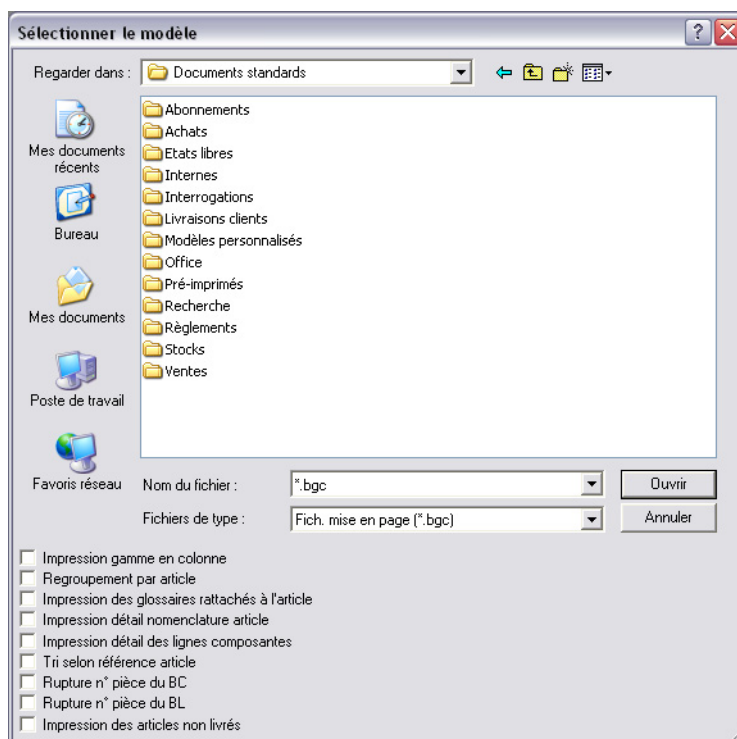 Sélectionner le modèle
Regarder dans :
Documents standards
Mes documents récents
Bureau
Mes documents
Poste de travail
Favoris réseau
Abonnements
Achats
Etats libres
Internes
Interrogations
Livraisons clients
Modèles personnalisés
Office
Pré-imprimés
Recherche
Règlements
Stocks
Ventes
Nom du fichier :
*.bgc
Ouvrir
Fichiers de type :
Fich. mise en page (*.bgc)
Annuler
Impression gamme en colonne
Regroupement par article
Impression des glossaires rattachés à l'article
Impression détail nomenclature article
Impression détail des lignes composantes
Tri selon référence article
Rupture n° pièce du BC
Rupture n° pièce du BL
Impression des articles non livrés